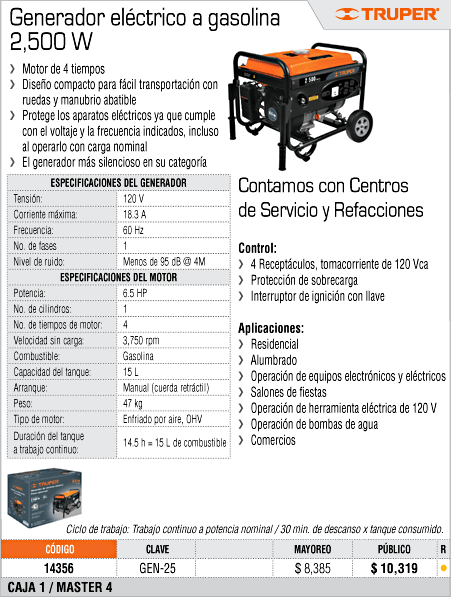 Generador eléctrico a gasolina
2,500 W
TRUPER®
❯ Motor de 4 tiempos
❯ Diseño compacto para fácil transportación con
ruedas y manubrio abatible
❯ Protege los aparatos eléctricos ya que cumple
con el voltaje y la frecuencia indicados, incluso
al operarlo con carga nominal
❯ El generador más silencioso en su categoría
TRUPER
2 500
ESPECIFICACIONES DEL GENERADOR
Tensión: 120 V
Corriente máxima: 18.3 A
Frecuencia: 60 Hz
No. de fases 1
Nivel de ruido: Menos de 95 dB @ 4M
ESPECIFICACIONES DEL MOTOR
Potencia: 6.5 HP
No. de cilindros: 1
No. de tiempos de motor: 4
Velocidad sin carga: 3,750 rpm
Combustible: Gasolina
Capacidad del tanque: 15 L
Arranque: Manual (cuerda retráctil)
Peso: 47 kg
Tipo de motor: Enfriado por aire, OHV
Duración del tanque
a trabajo continuo: 14.5 h = 15 L de combustible
Contamos con Centros
de Servicio y Refacciones
Control:
❯ 4 Receptáculos, tomacorriente de 120 Vca
❯ Protección de sobrecarga
❯ Interruptor de ignición con llave
Aplicaciones:
❯ Residencial
❯ Alumbrado
❯ Operación de equipos electrónicos y eléctricos
❯ Salones de fiestas
❯ Operación de herramienta eléctrica de 120 V
❯ Operación de bombas de agua
❯ Comercios
TRUPER
Ciclo de trabajo: Trabajo continuo a potencia nominal / 30 min. de descanso x tanque consumido.
CÓDIGO CLAVE MAYOREO PÚBLICO R
14356 GEN-25 $ 8,385 $ 10,319
CAJA 1 / MASTER 4